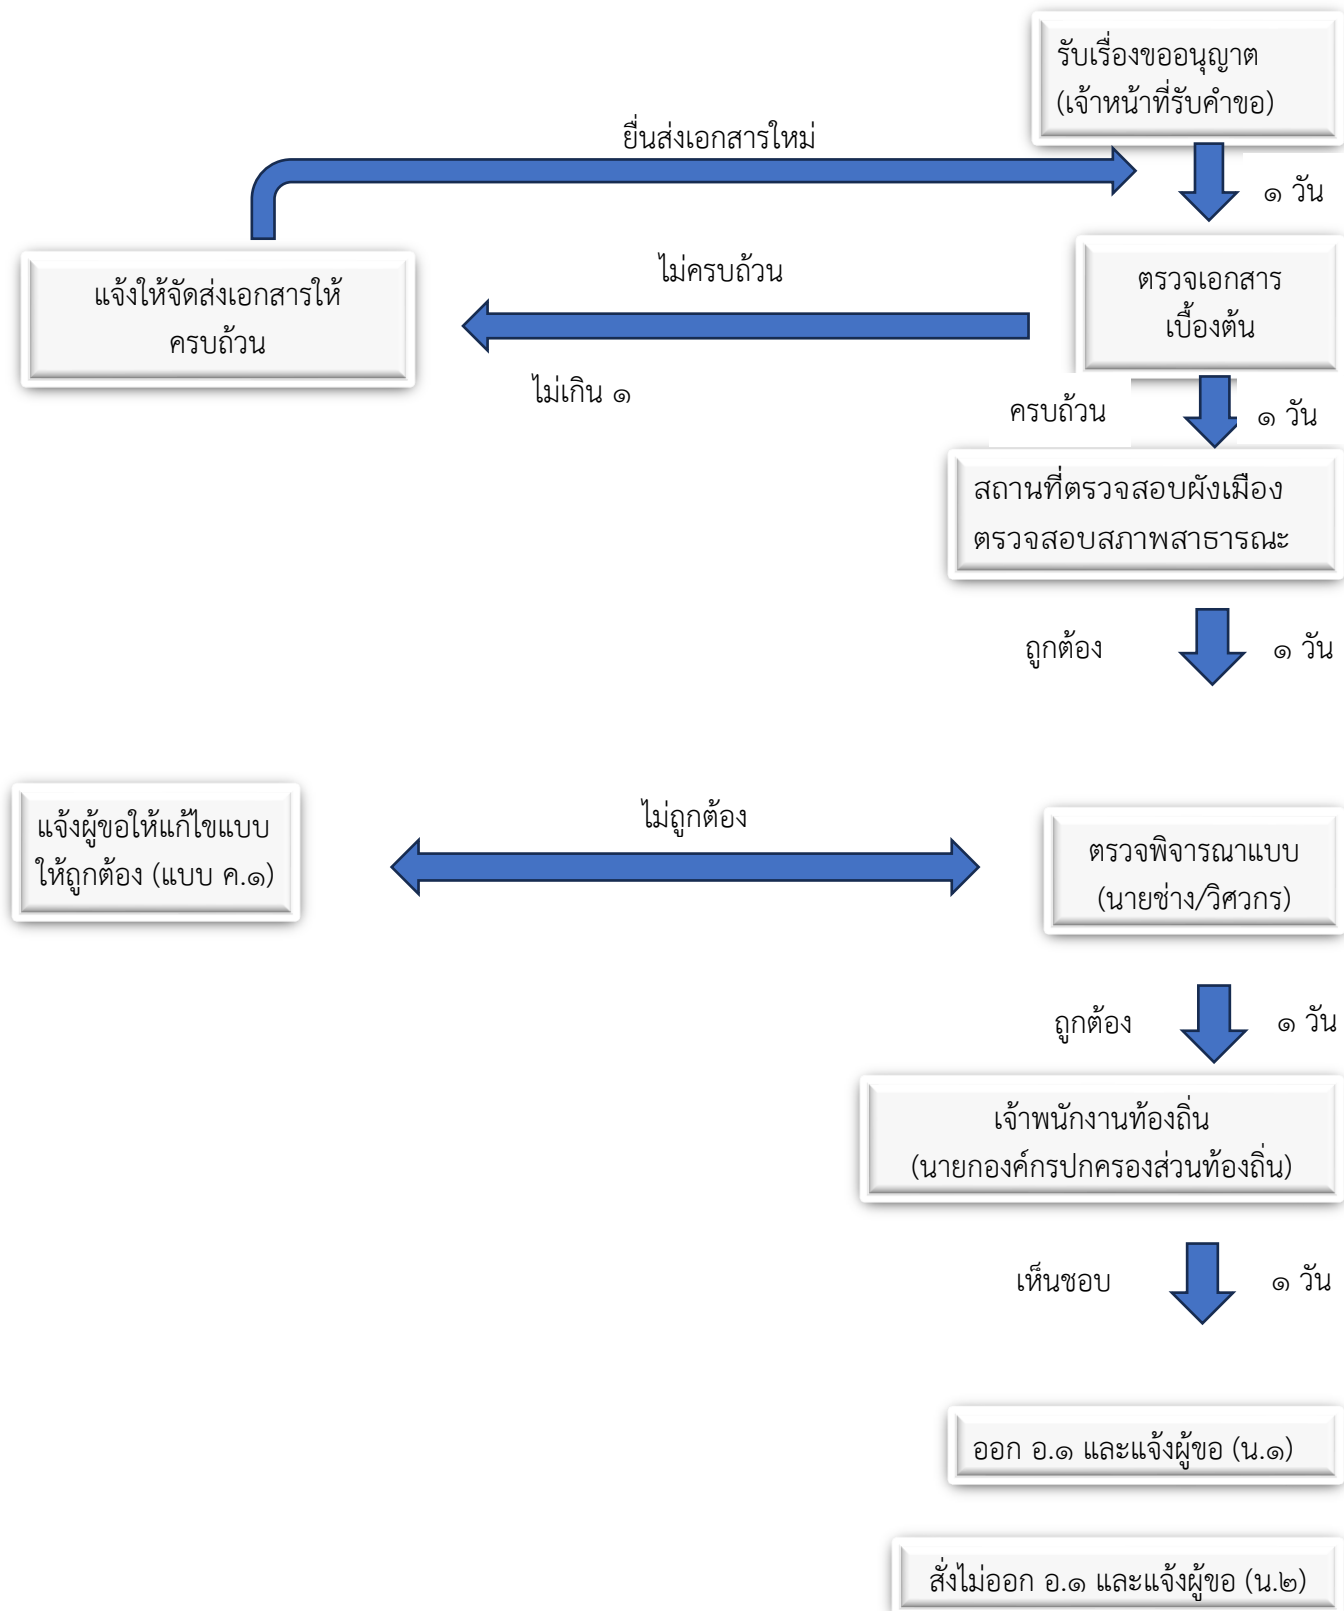 รับเรื่องขออนุญาต
(เจ้าหน้าที่รับคำขอ)
ยื่นส่งเอกสารใหม่
๑ วัน
แจ้งให้จัดส่งเอกสารให้
ครบถ้วน
ไม่ครบถ้วน
ไม่เกิน ๑
ตรวจเอกสาร
เบื้องต้น
ครบถ้วน
๑ วัน
สถานที่ตรวจสอบผังเมือง
ตรวจสอบสภาพสาธารณะ
ถูกต้อง
๑ วัน
แจ้งผู้ขอให้แก้ไขแบบ
ให้ถูกต้อง (แบบ ค.๑)
ไม่ถูกต้อง
ตรวจพิจารณาแบบ
(นายช่าง/วิศวกร)
ถูกต้อง
๑ วัน
เจ้าพนักงานท้องถิ่น
(นายกองค์กรปกครองส่วนท้องถิ่น)
เห็นชอบ
๑ วัน
ออก อ.๑ และแจ้งผู้ขอ (น.๑)
สั่งไม่ออก อ.๑ และแจ้งผู้ขอ (น.๒)